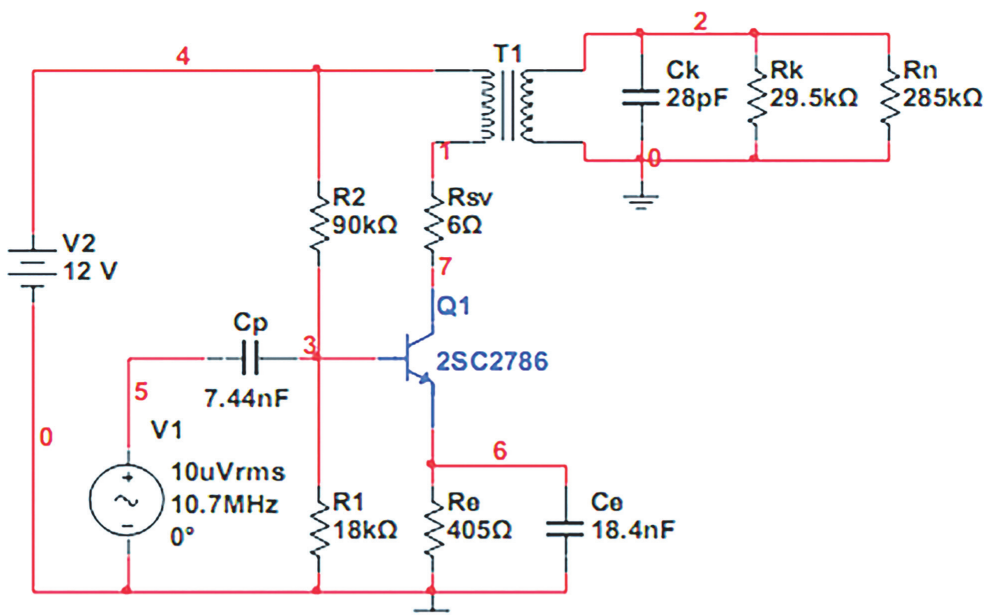 2
4
T1
Ck
28pF
Rk
29.5kΩ
Rn
285kΩ
1
0
R2
90kΩ
Rsv
6Ω
V2
12 V
7
Q1
Cp
3
2SC2786
7.44nF
5
V1
0
6
10uVrms
10.7MHz
0°
R1
18kΩ
Re
405Ω
Ce
18.4nF